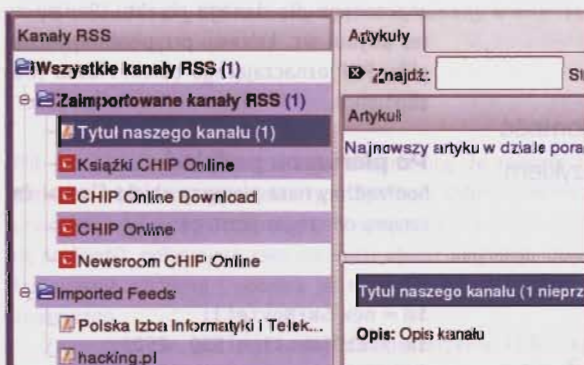 Kanały RSS
Wszystkie kanały RSS (1)
Zaimportowane kanały RSS (1)
Tytuł naszego kanału (1)
Książki CHIP Online
CHIP Online Download
CHIP Online
Newsroom CHIP Online
Imported Feeds
Polska Izba Informatyki i Telek...
hacking.pl
Artykuły
Znajdź:
Artykuł
Najnowszy artyku w dziale pora
Tytuł naszego kanału (1 nieprz
Opis: Opis kanału